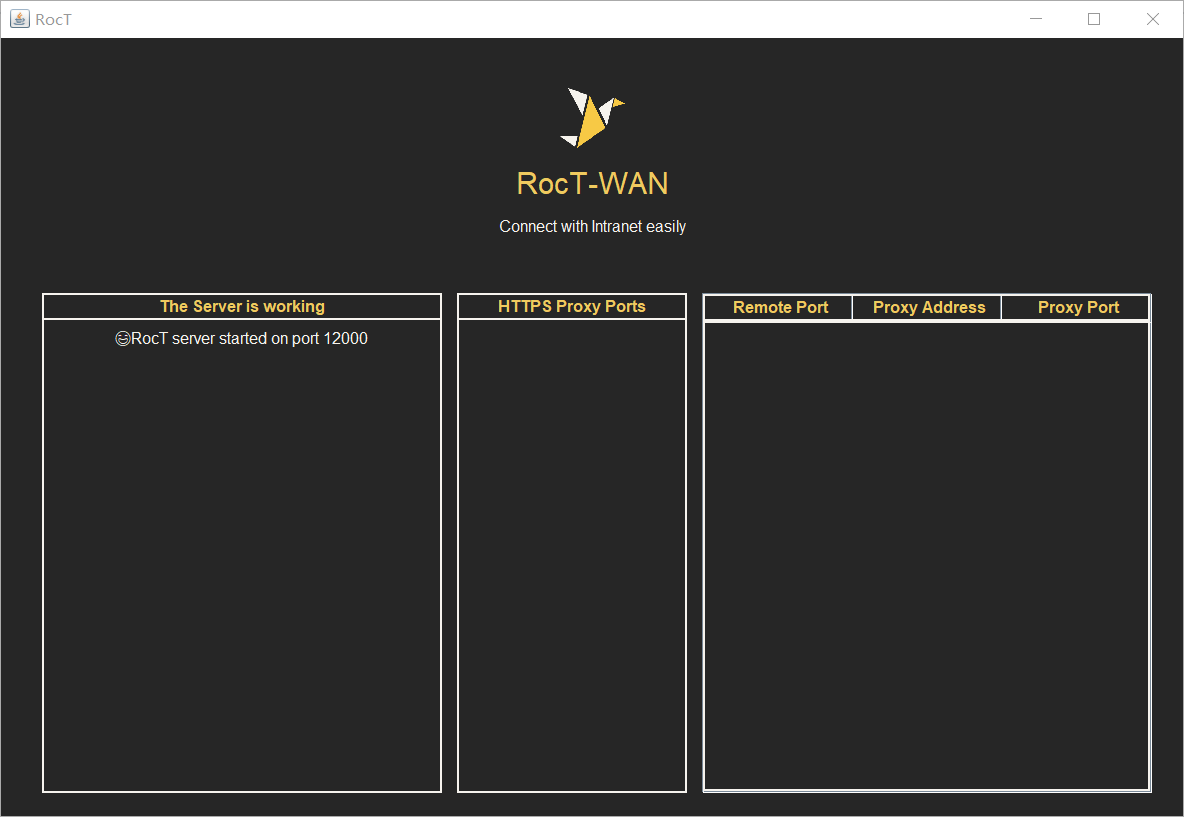 RocT
RocT-WAN
Connect with Intranet easily
The Server is working
😄RocT server started on port 12000
HTTPS Proxy Ports
Remote Port Proxy Address Proxy Port